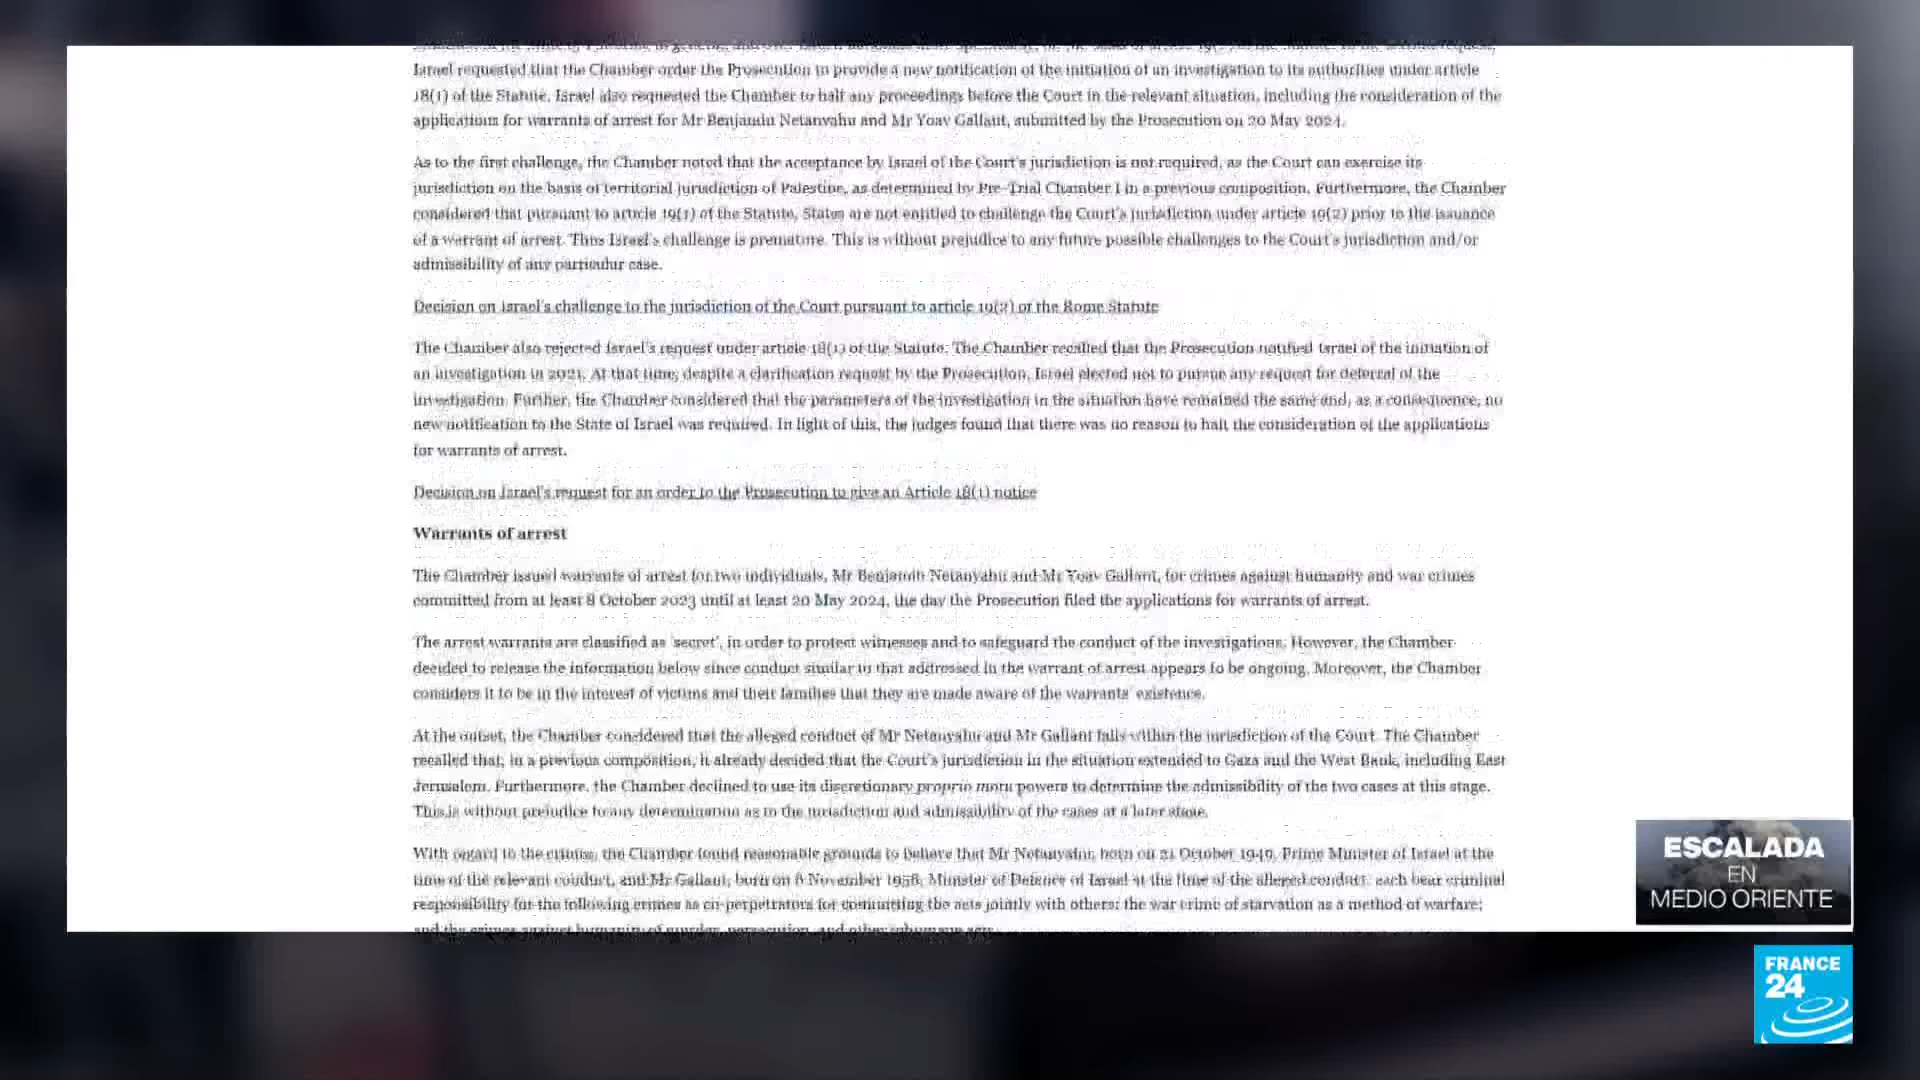 Israel requested that the Chamber order the Prosecution to provide a new notification of the initiation of an investigation to its authorities under article
18(1) of the Statute. Israel also requested the Chamber to halt any proceedings before the Court in the relevant situation, including the consideration of the
applications for warrants of arrest for Mr Benjamin Netanyahu and Mr Yoav Gallant, submitted by the Prosecution on 20 May 2024.
As to the first challenge, the Chamber noted that the acceptance by Israel of the Court's jurisdiction is not required, as the Court can exercise its
jurisdiction on the basis of territorial jurisdiction of Palestine, as determined by Pre-Trial Chamber I in a previous composition. Furthermore, the Chamber
considered that pursuant to article 19(1) of the Statute, States are not entitled to challenge the Court's jurisdiction under article 19(2) prior to the issuance
of a warrant of arrest. Thus Israel's challenge is premature. This is without prejudice to any future possible challenges to the Court's jurisdiction and/or
admissibility of any particular case.
Decision on Israel's challenge to the jurisdiction of the Court pursuant to article 19(2) of the Rome Statute
The Chamber also rejected Israel's request under article 18(1) of the Statute. The Chamber recalled that the Prosecution notified Israel of the initiation of
an investigation in 2021. At that time, despite a clarification request by the Prosecution, Israel elected not to pursue any request for deferral of the
investigation. Further, the Chamber considered that the parameters of the investigation in the situation have remained the same and, as a consequence, no
new notification to the State of Israel was required. In light of this, the judges found that there was no reason to halt the consideration of the applications
for warrants of arrest.
Decision on Israel's request for an order to the Prosecution to give an Article 18(1) notice
Warrants of arrest
The Chamber issued warrants of arrest for two individuals, Mr Benjamin Netanyahu and Mr Yoav Gallant, for crimes against humanity and war crimes
committed from at least 8 October 2023 until at least 20 May 2024, the day the Prosecution filed the applications for warrants of arrest.
The arrest warrants are classified as 'secret', in order to protect witnesses and to safeguard the conduct of the investigations. However, the Chamber
decided to release the information below since conduct similar to that addressed in the warrant of arrest appears to be ongoing. Moreover, the Chamber
considers it to be in the interest of victims and their families that they are made aware of the warrants' existence.
At the outset, the Chamber considered that the alleged conduct of Mr Netanyahu and Mr Gallant falls within the jurisdiction of the Court. The Chamber
recalled that, in a previous composition, it already decided that the Court's jurisdiction in the situation extended to Gaza and the West Bank, including East
Jerusalem. Furthermore, the Chamber declined to use its discretionary proprio motu powers to determine the admissibility of the two cases at this stage.
This is without prejudice to any determination as to the jurisdiction and admissibility of the cases at a later stage.
With regard to the crimes, the Chamber found reasonable grounds to believe that Mr Netanyahu, born on 21 October 1949, Prime Minister of Israel at the
time of the relevant conduct, and Mr Gallant, born on 8 November 1958, Minister of Defence of Israel at the time of the alleged conduct, each bear criminal
responsibility for the following crimes as co-perpetrators for committing the acts jointly with others: the war crime of starvation as a method of warfare;
and the crimes against humanity of murder, persecution, and other inhumane acts.
ESCALADA
EN
MEDIO ORIENTE
FRANCE
24